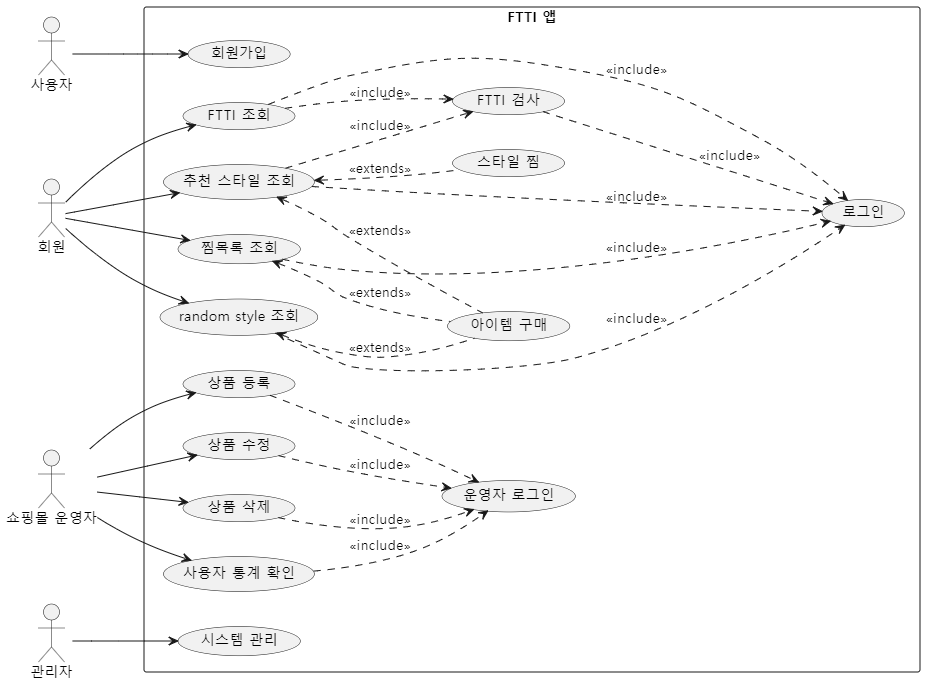 FTTI 앱
사용자
회원가입
«include»
FTTI 조회
«include»
FTTI 검사
«include»
«include»
추천 스타일 조회
«extends»
스타일 찜
«include»
회원
로그인
찜목록 조회
«extends»
«include»
«extends»
random style 조회
아이템 구매
«include»
«extends»
상품 등록
«include»
상품 수정
«include»
쇼핑몰 운영자
운영자 로그인
상품 삭제
«include»
«include»
사용자 통계 확인
관리자
시스템 관리